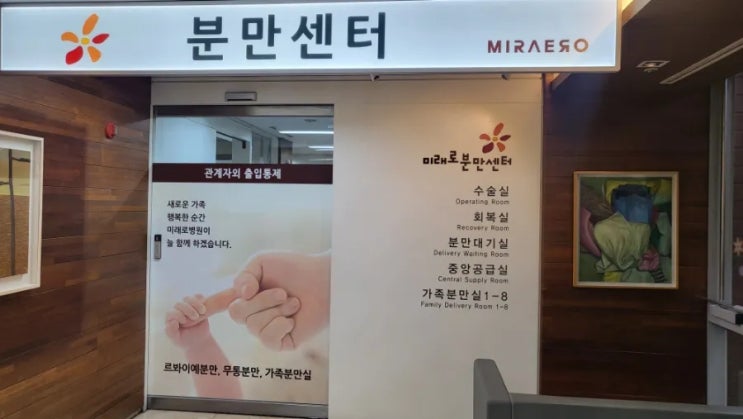 분만센터
MIRAERO
관계자외 출입통제
새로운 가족
행복한 순간
미래로병원이
늘 함께 하겠습니다.
르봐이예분만, 무통분만, 가족분만실
미래로분만센터
수술실
Operating Room
회복실
Recovery Room
분만대기실
Delivery Waiting Room
중앙공급실
Central Supply Room
가족분만실1-8
Family Delivery Room 1-8